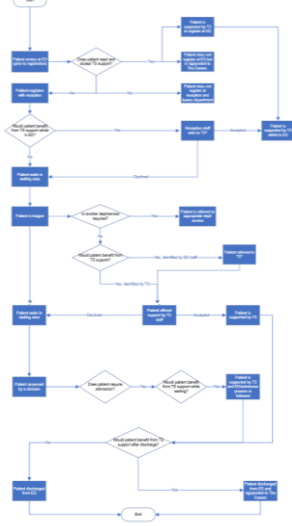 Start
Patient is
supported by TS
to register at ED
Patient arrives at ED
(prior to registration)
Does patient need and
accept TS support?
Yes
Patient does not
register at ED but
is signposted to
The Cavern
Patient registers
with reception
No
No
Patient does not
register at
reception and
leaves department
Would patient benefit
from TS support whilst
in ED?
Yes
Reception staff
refer to "TS"
Accepted
Patient is
supported by TS
whilst in ED
No
Patient waits in
waiting area
Declined
Patient is triaged
Is another department
required?
Yes
Patient is referred to
appropriate dept/
service
Would patient benefit from
TS support?
Yes, identified by ED staff
Patient referred to
"TS"
Yes, identified by TS
Patient waits in
waiting area
Declined
Patient offered
support by TS
staff
Accepted
Patient is
supported by TS
Patient assessed
by a clinician
Does patient require
admission?
Yes
Would patient benefit
from TS support while
waiting?
Yes
Patient is
supported by TS
process is
followed
Would patient benefit from TS
support after discharge?
No
Yes
Patient discharged
from ED
Patient discharged
from ED and
signposted to The
Cavern
End